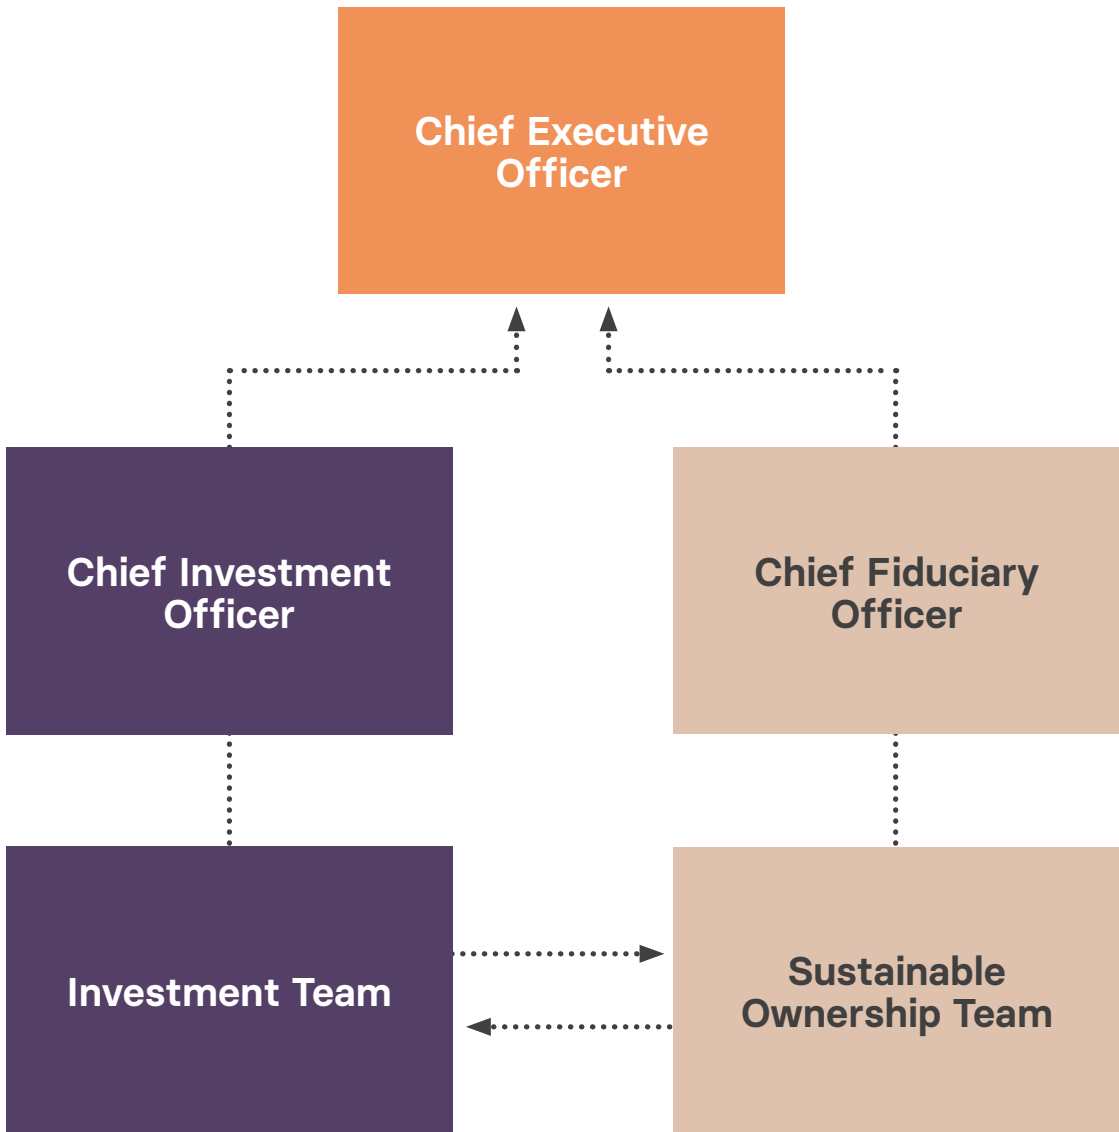 Chief Executive
Officer
Chief Investment
Officer
Chief Fiduciary
Officer
Investment Team
Sustainable
Ownership Team